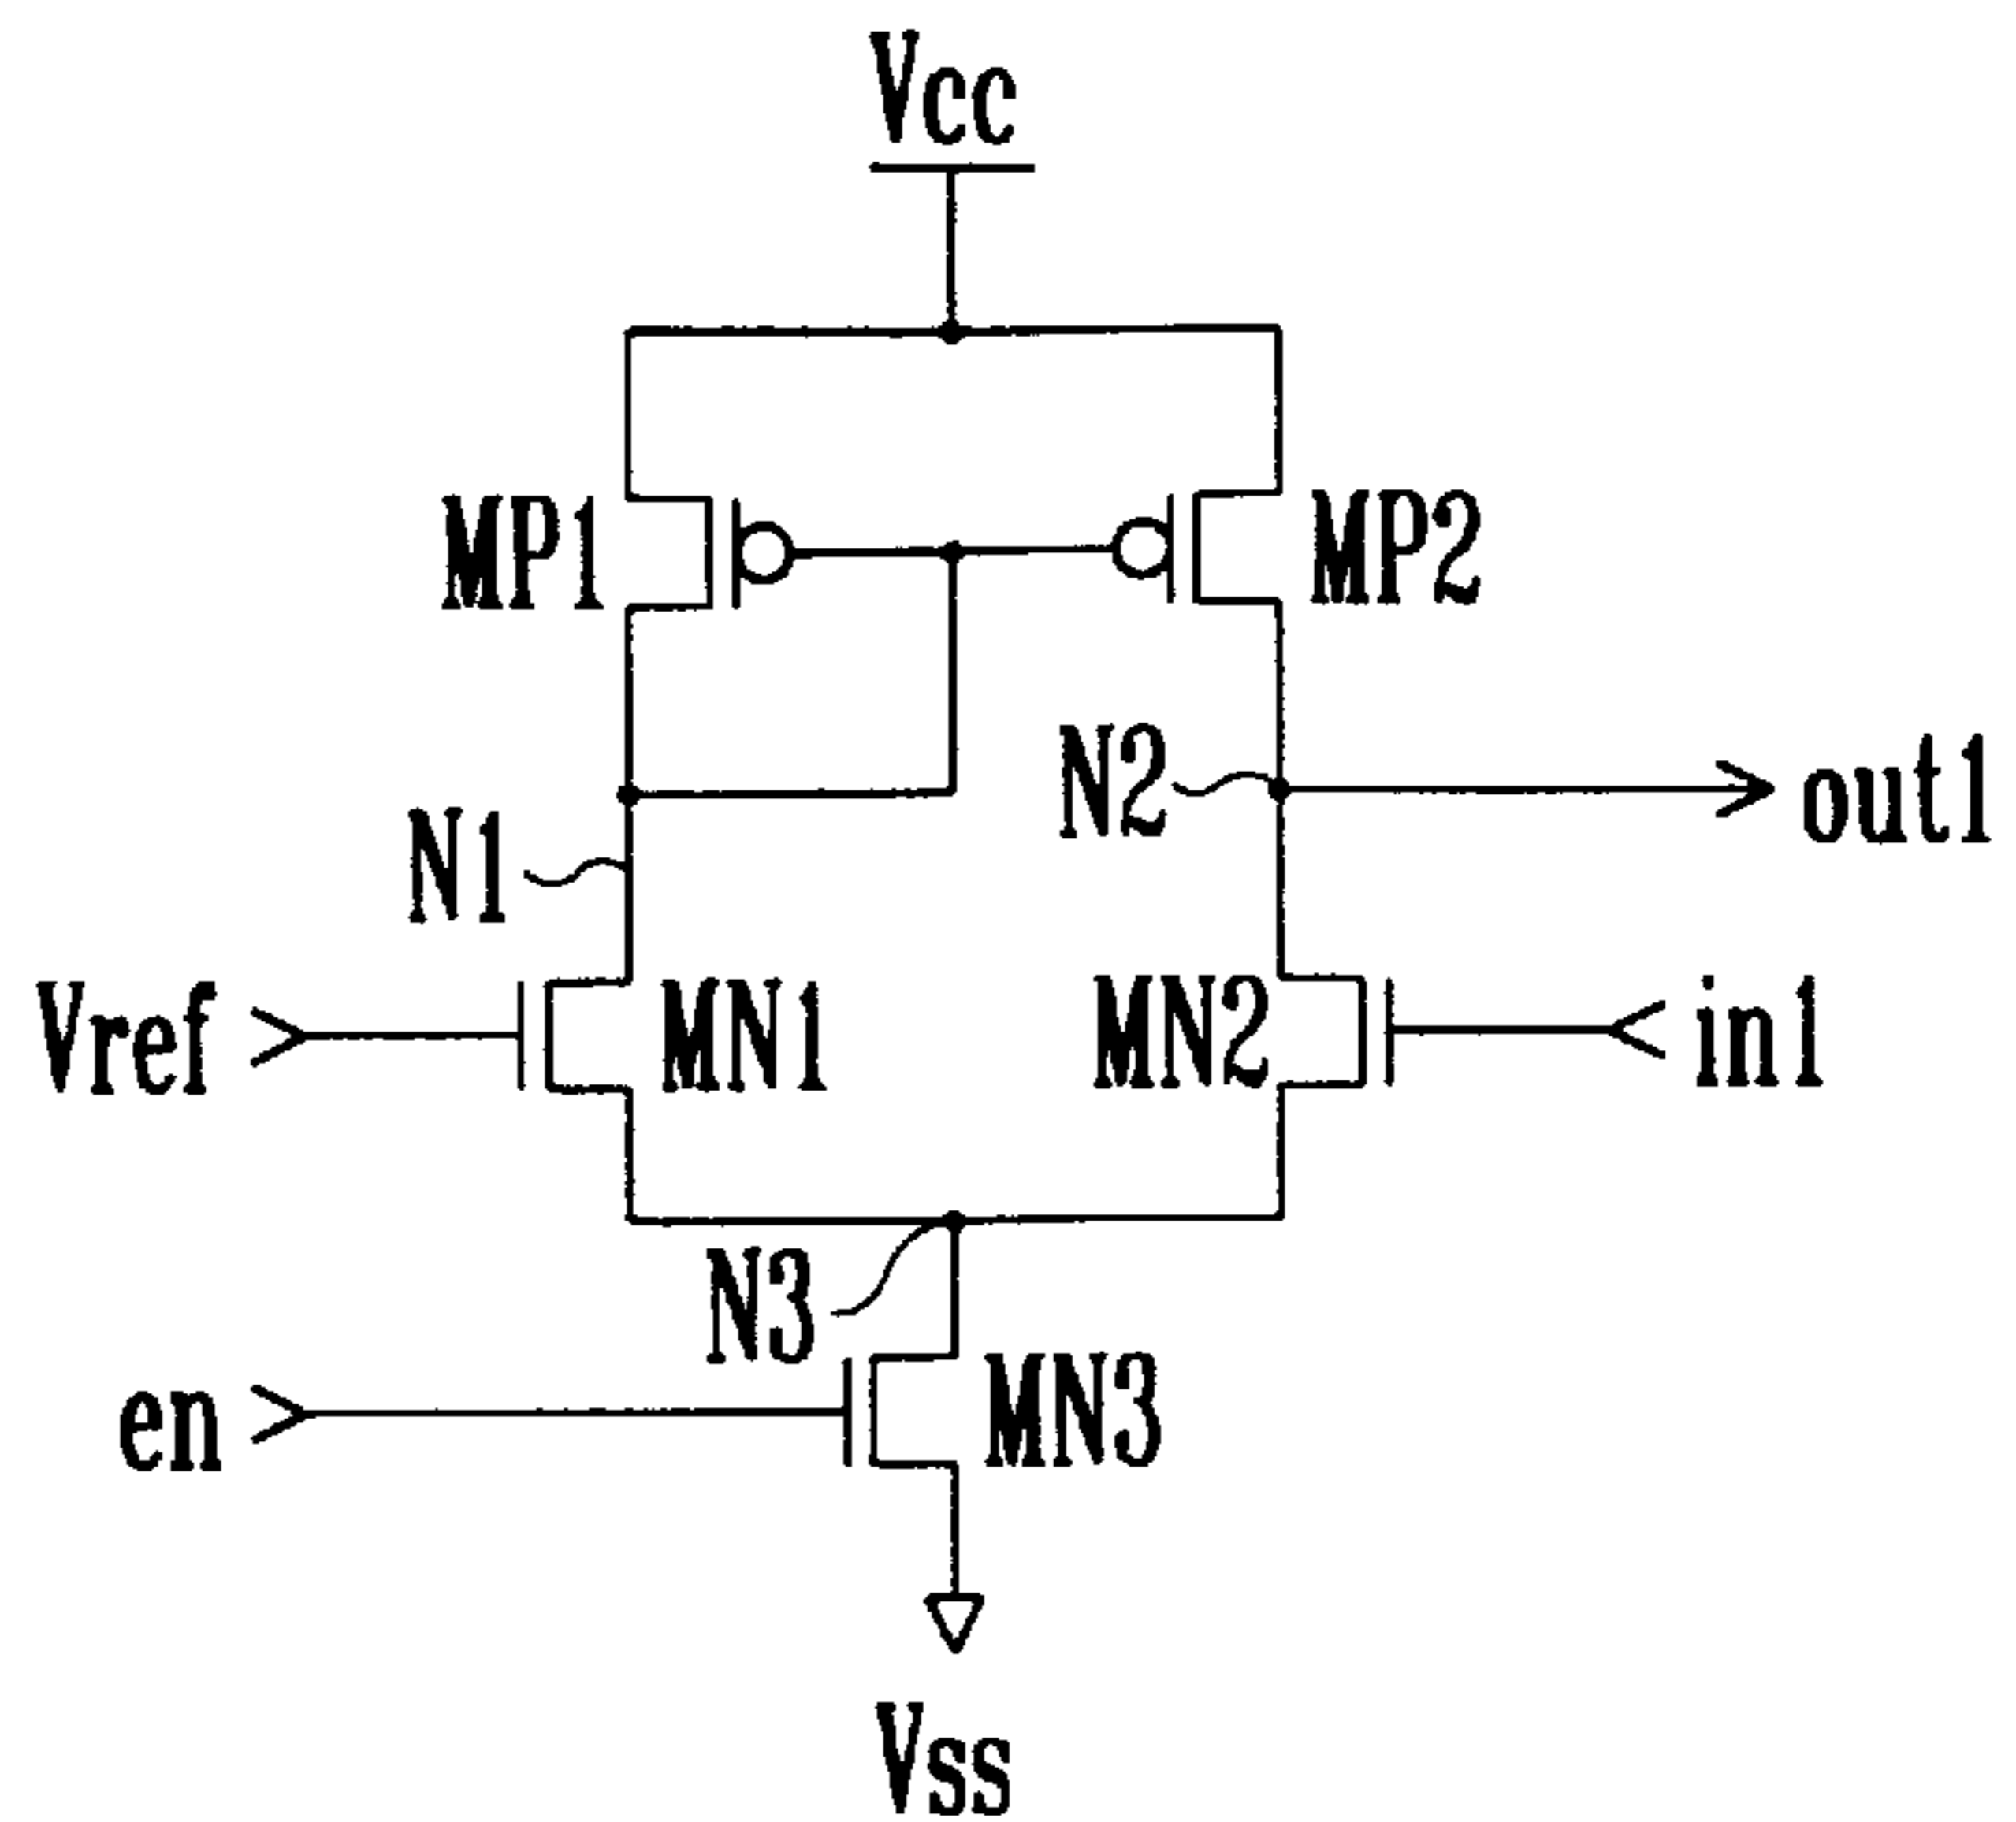 Vcc
MP1
MP2
N2
out1
N1
Vref
MN1
MN2
in1
N3
en
MN3
Vss